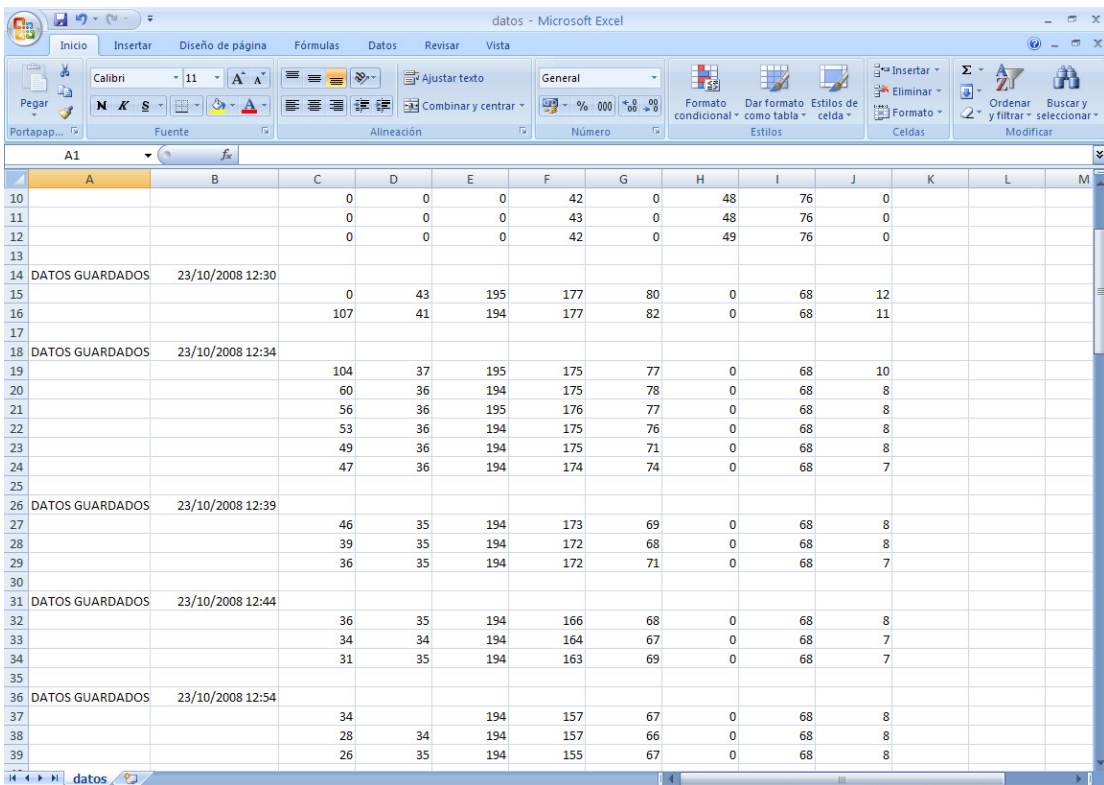 datos - Microsoft Excel
Inicio Insertar Diseño de página Fórmulas Datos Revisar Vista
Pegar
Calibri 11 A A
N K S A
Ajustar texto
Combinar y centrar
General
% 000
Formato condicional
Dar formato como tabla
Estilos de celda
Insertar
Eliminar
Formato
Σ
Ordenar y filtrar
Buscar y seleccionar
Portapap... Fuente Alineación Número Estilos Celdas Modificar
A1 fx
A B C D E F G H I J K L M
10 0 0 0 42 0 48 76 0
11 0 0 0 43 0 48 76 0
12 0 0 0 42 0 49 76 0
13
14 DATOS GUARDADOS 23/10/2008 12:30
15 0 43 195 177 80 0 68 12
16 107 41 194 177 82 0 68 11
17
18 DATOS GUARDADOS 23/10/2008 12:34
19 104 37 195 175 77 0 68 10
20 60 36 194 175 78 0 68 8
21 56 36 195 176 77 0 68 8
22 53 36 194 175 76 0 68 8
23 49 36 194 175 71 0 68 8
24 47 36 194 174 74 0 68 7
25
26 DATOS GUARDADOS 23/10/2008 12:39
27 46 35 194 173 69 0 68 8
28 39 35 194 172 68 0 68 8
29 36 35 194 172 71 0 68 7
30
31 DATOS GUARDADOS 23/10/2008 12:44
32 36 35 194 166 68 0 68 8
33 34 34 194 164 67 0 68 7
34 31 35 194 163 69 0 68 7
35
36 DATOS GUARDADOS 23/10/2008 12:54
37 34 194 157 67 0 68 8
38 28 34 194 157 66 0 68 8
39 26 35 194 155 67 0 68 8
datos